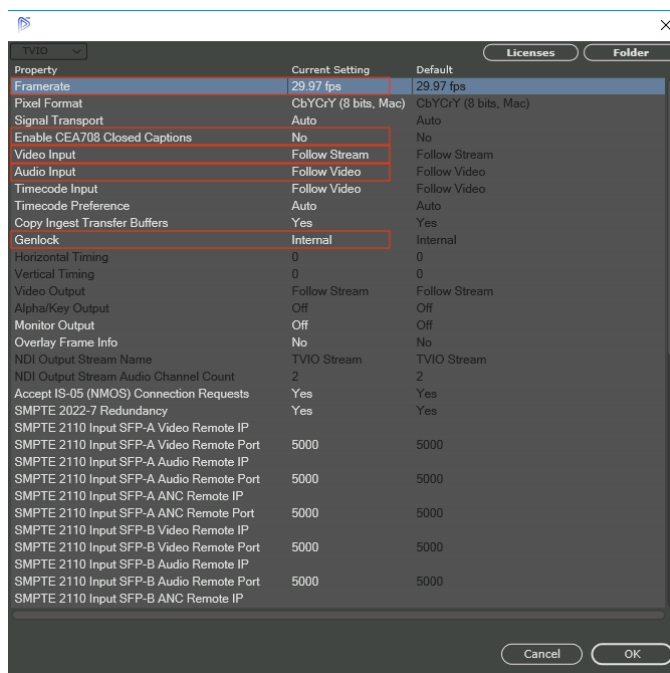 TVIO Licenses Folder
Property Current Setting Default
Framerate 29.97 fps 29.97 fps
Pixel Format CbYCrY (8 bits, Mac) CbYCrY (8 bits, Mac)
Signal Transport Auto Auto
Enable CEA708 Closed Captions No No
Video Input Follow Stream Follow Stream
Audio Input Follow Video Follow Video
Timecode Input Follow Video Follow Video
Timecode Preference Auto Auto
Copy Ingest Transfer Buffers Yes Yes
Genlock Internal Internal
Horizontal Timing 0 0
Vertical Timing 0 0
Video Output Follow Stream Follow Stream
Alpha/Key Output Off Off
Monitor Output Off Off
Overlay Frame Info No No
NDI Output Stream Name TVIO Stream TVIO Stream
NDI Output Stream Audio Channel Count 2 2
Accept IS-05 (NMOS) Connection Requests Yes Yes
SMPTE 2022-7 Redundancy Yes Yes
SMPTE 2110 Input SFP-A Video Remote IP
SMPTE 2110 Input SFP-A Video Remote Port 5000 5000
SMPTE 2110 Input SFP-A Audio Remote IP
SMPTE 2110 Input SFP-A Audio Remote Port 5000 5000
SMPTE 2110 Input SFP-A ANC Remote IP
SMPTE 2110 Input SFP-A ANC Remote Port 5000 5000
SMPTE 2110 Input SFP-B Video Remote IP
SMPTE 2110 Input SFP-B Video Remote Port 5000 5000
SMPTE 2110 Input SFP-B Audio Remote IP
SMPTE 2110 Input SFP-B Audio Remote Port 5000 5000
SMPTE 2110 Input SFP-B ANC Remote IP
Cancel OK